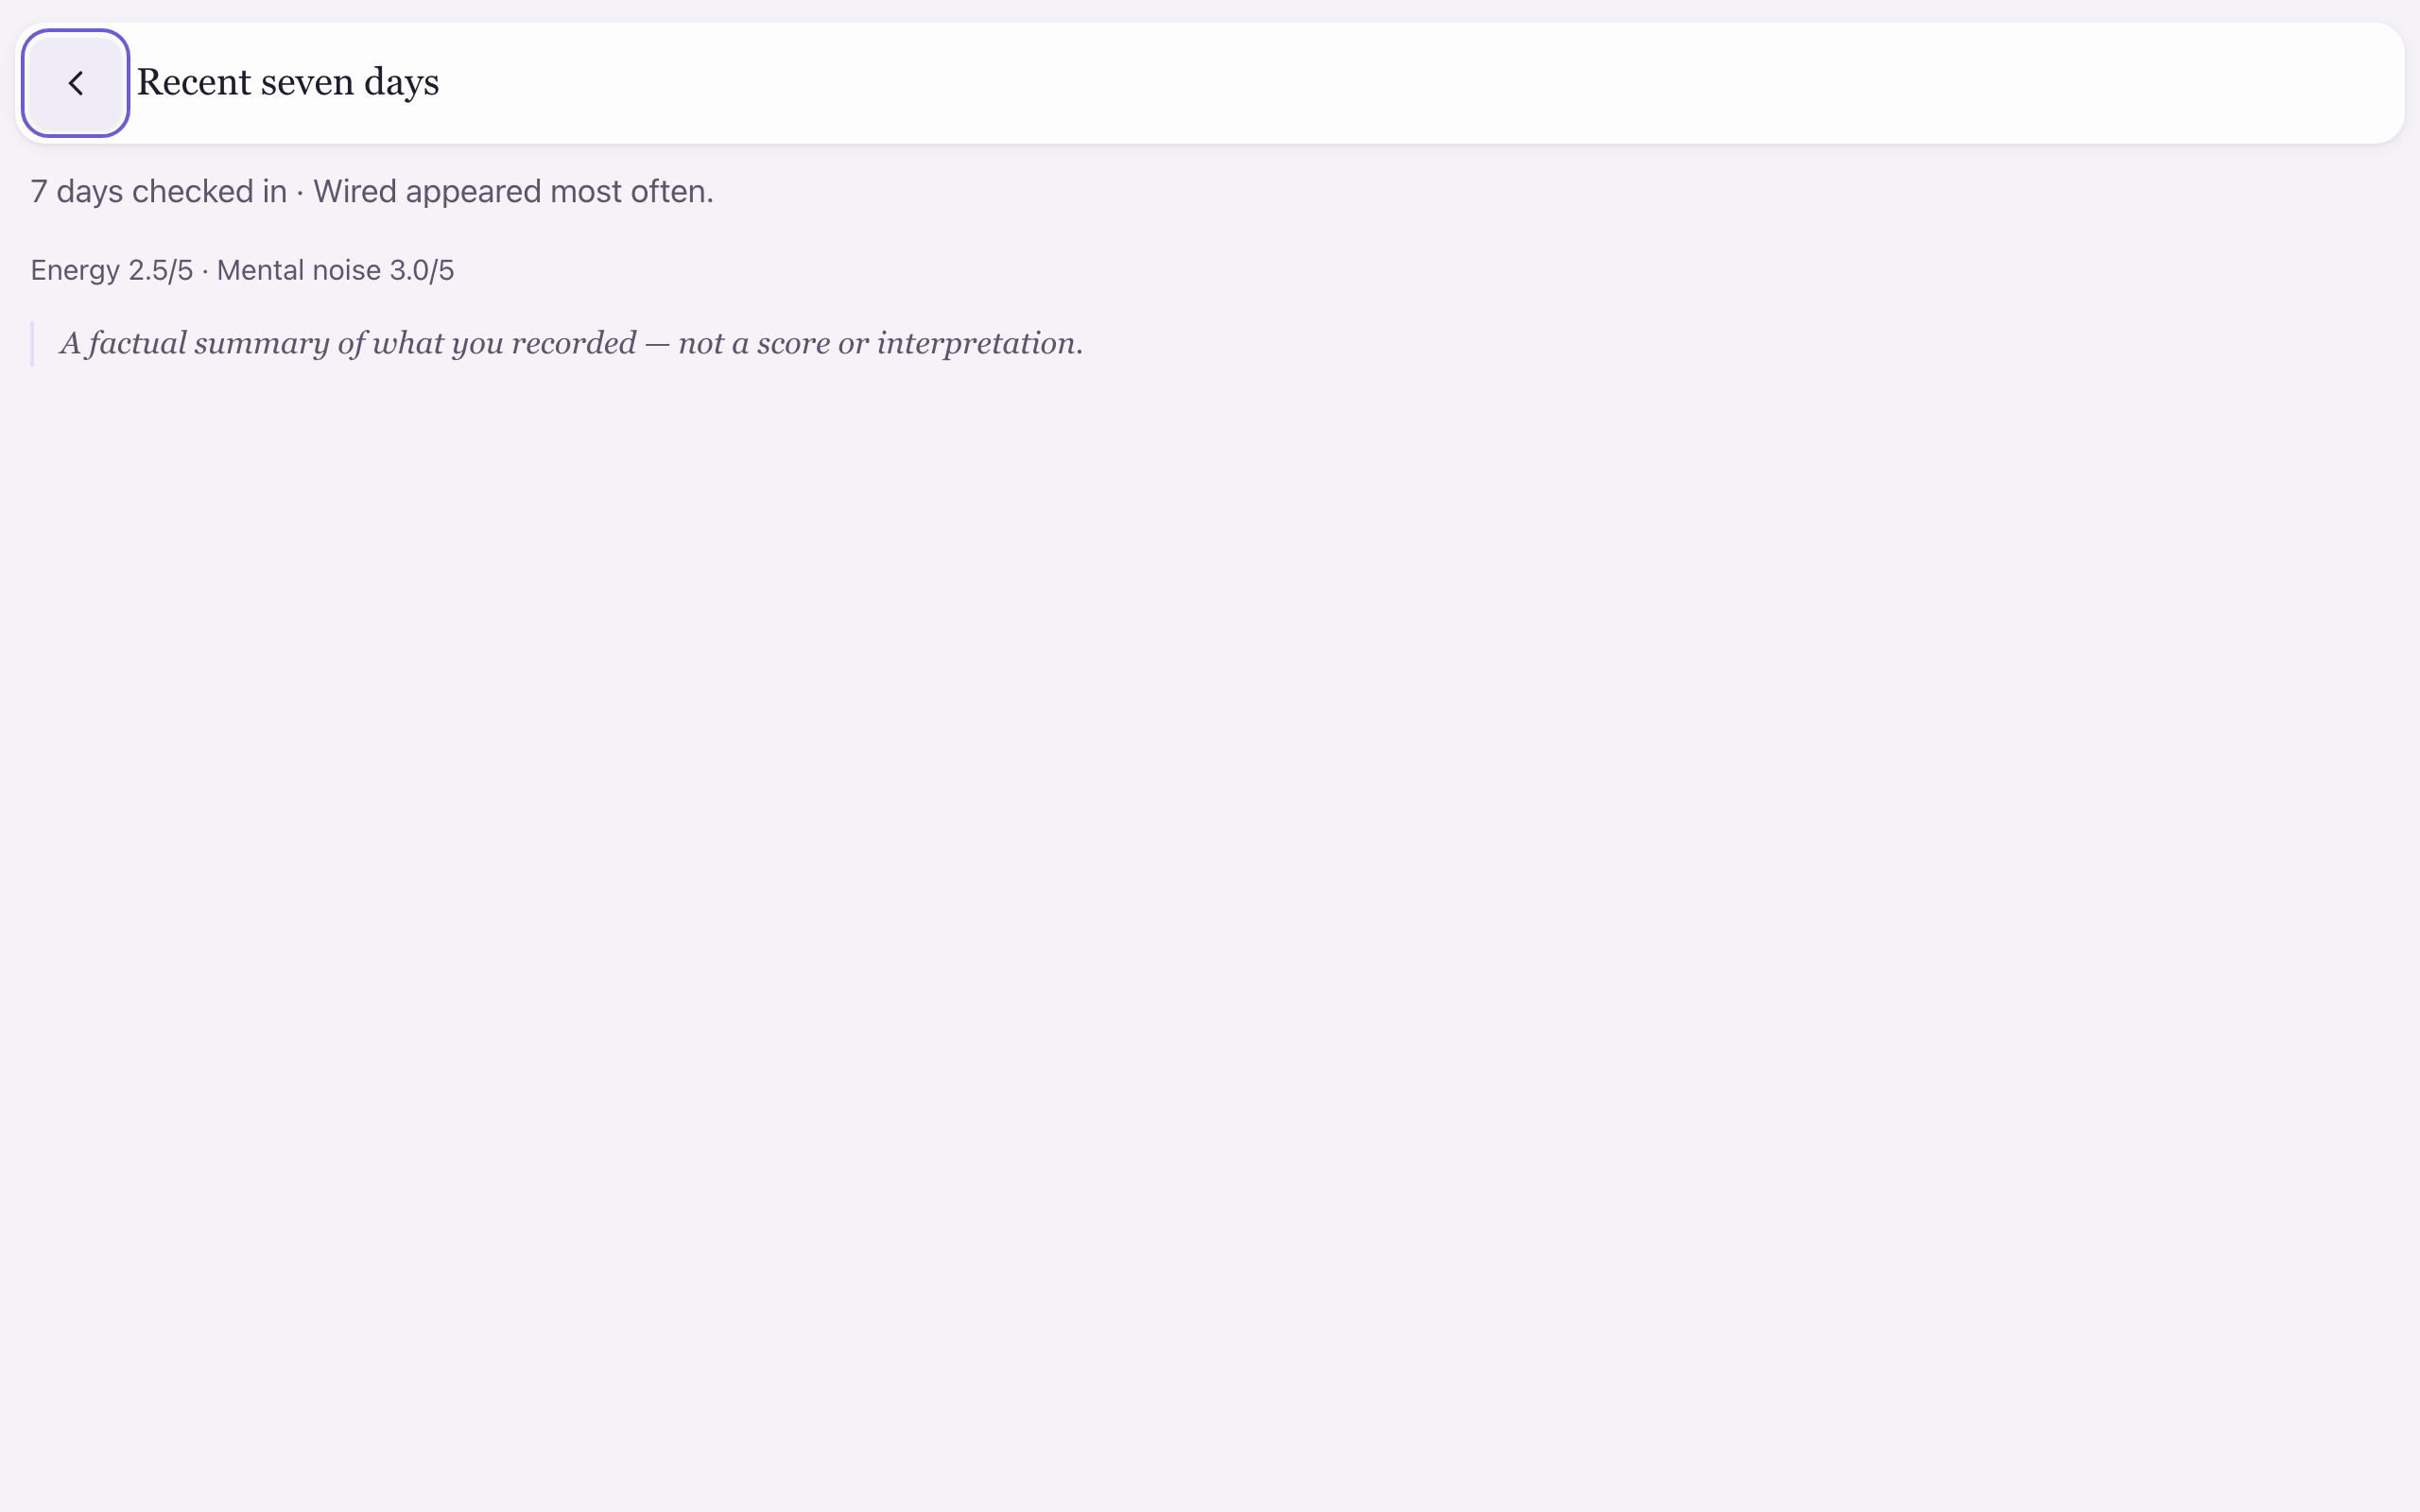 Recent seven days
7 days checked in · Wired appeared most often.
Energy 2.5/5 · Mental noise 3.0/5
A factual summary of what you recorded — not a score or interpretation.